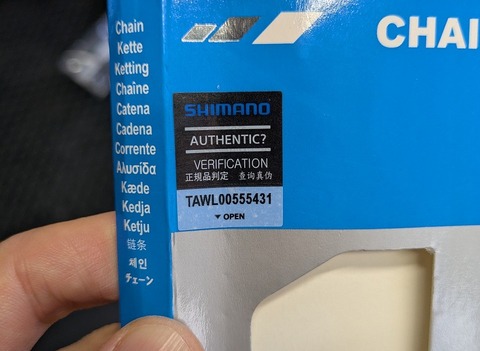 Chain
Kette
Ketting
Chaîne
Catena
Cadena
Corrente
Αλυσίδα
Kæde
Kedja
Ketju
链条
체인
チェーン
CHAI
SHIMANO
AUTHENTIC?
VERIFICATION
正規品判定 查询真伪
TAWL00555431
▼ OPEN